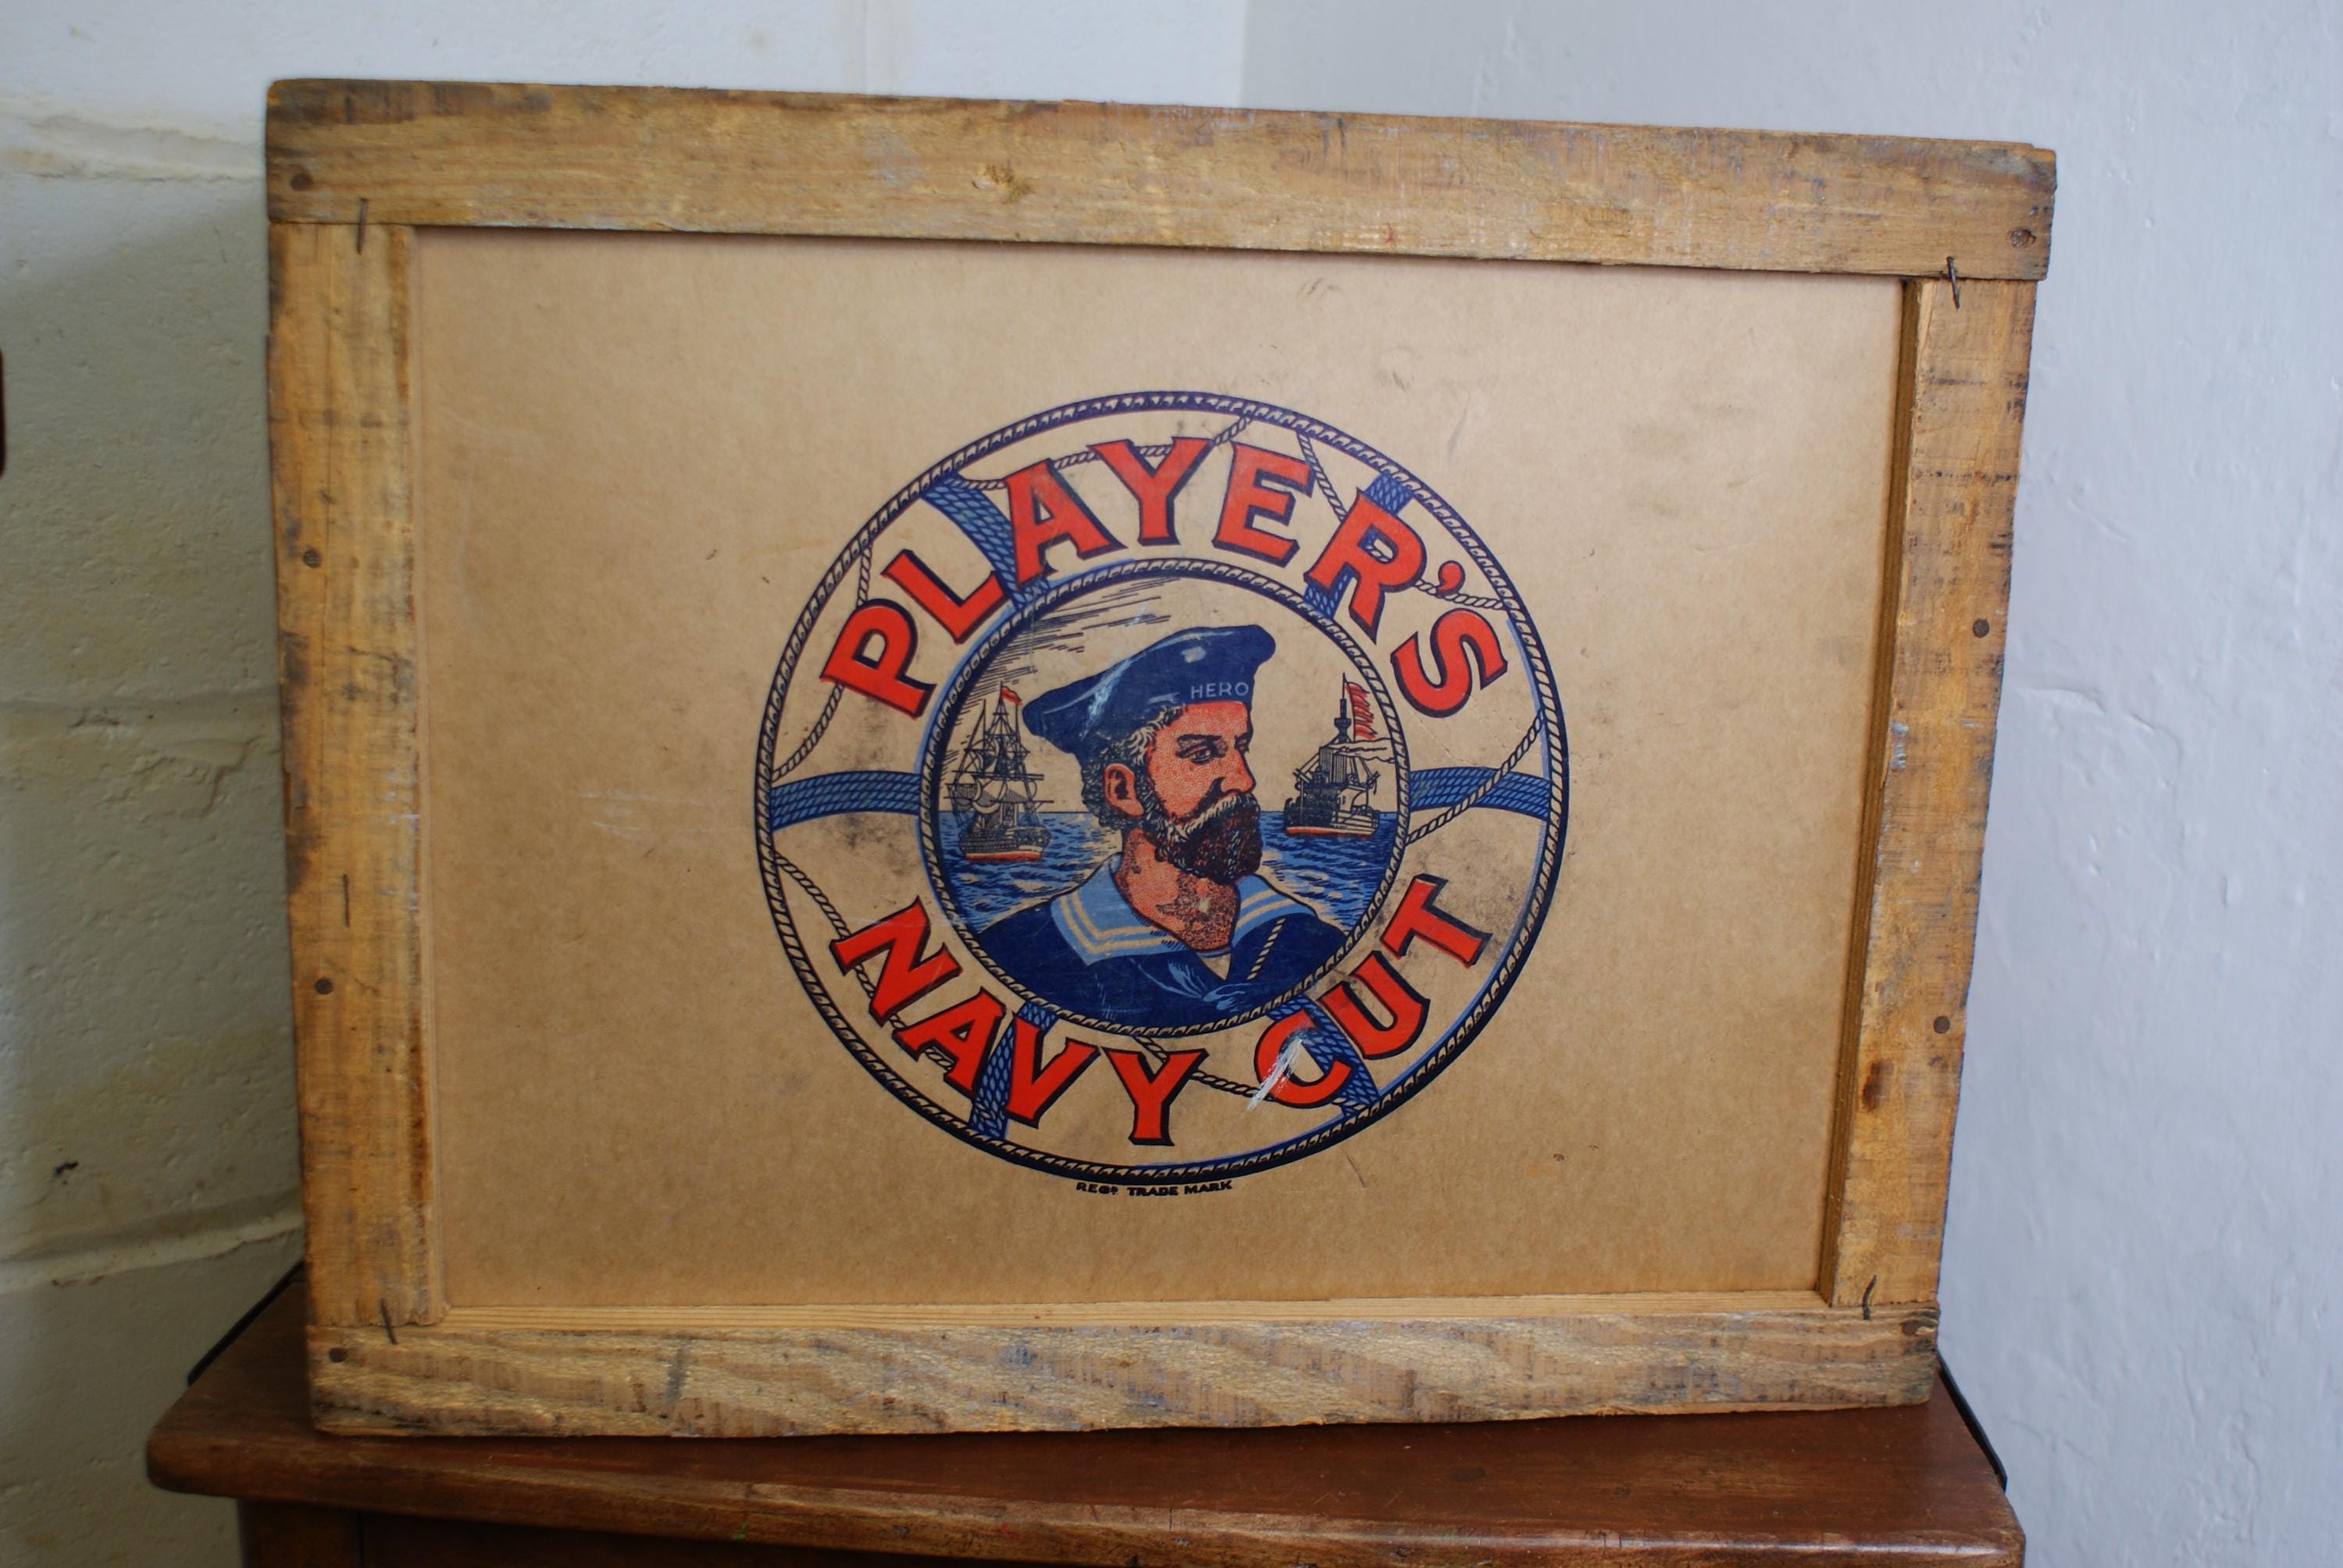 PLAYER'S
HERO
NAVY CUT
REGD TRADE MARK